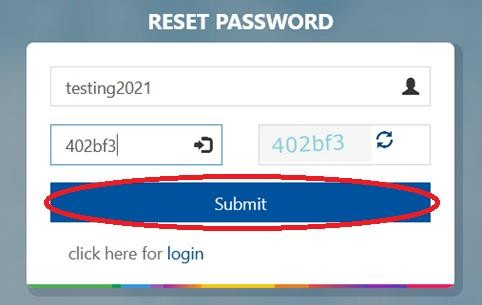 RESET PASSWORD
testing2021
402bf3 402bf3
Submit
click here for login